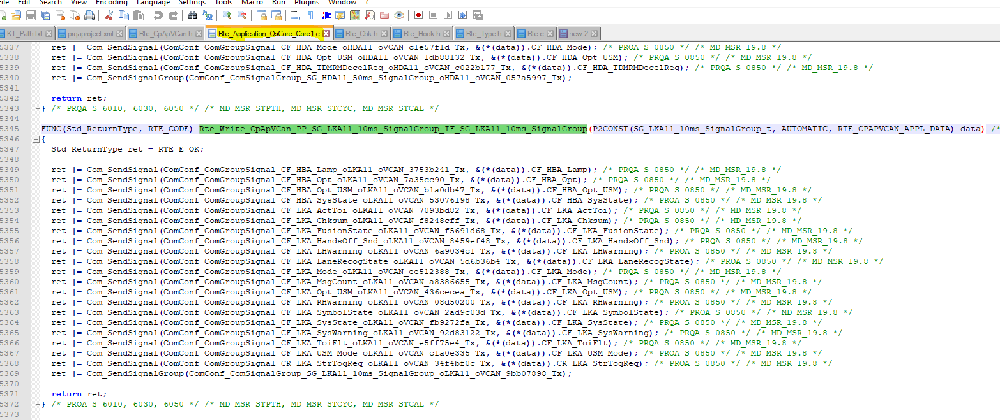 File Edit Search View Encoding Language Settings Tools Macro Run Plugins Window ?
KT_Path.txt prqaproject.xml Rte_CpApVCan.h Rte_Application_OsCore_Core1.c Rte_Cbk.h Rte_Hook.h Rte_Type.h Rte.c new 2
5337 ret |= Com_SendSignal(ComConf_ComGroupSignal_CF_HDA_Mode_oHDA11_oVCAN_c1e57f1d_Tx, &(*(data)).CF_HDA_Mode); /* PRQA S 0850 */ /* MD_MSR_19.8 */
5338 ret |= Com_SendSignal(ComConf_ComGroupSignal_CF_HDA_Opt_USM_oHDA11_oVCAN_1db88132_Tx, &(*(data)).CF_HDA_Opt_USM); /* PRQA S 0850 */ /* MD_MSR_19.8 */
5339 ret |= Com_SendSignal(ComConf_ComGroupSignal_CF_HDA_TDMRMDecelReq_oHDA11_oVCAN_c022b177_Tx, &(*(data)).CF_HDA_TDMRMDecelReq); /* PRQA S 0850 */ /* MD_MSR_19.8 */
5340 ret |= Com_SendSignalGroup(ComConf_ComSignalGroup_SG_HDA11_50ms_SignalGroup_oHDA11_oVCAN_057a5997_Tx);
5341
5342 return ret;
5343 } /* PRQA S 6010, 6030, 6050 */ /* MD_MSR_STPTH, MD_MSR_STCYC, MD_MSR_STCAL */
5344
5345 FUNC(Std_ReturnType, RTE_CODE) Rte_Write_CpApVCan_PP_SG_LKA11_10ms_SignalGroup_IF_SG_LKA11_10ms_SignalGroup(P2CONST(SG_LKA11_10ms_SignalGroup_t, AUTOMATIC, RTE_CPAPVCAN_APPL_DATA) data) /*
5346 {
5347 Std_ReturnType ret = RTE_E_OK;
5348
5349 ret |= Com_SendSignal(ComConf_ComGroupSignal_CF_HBA_Lamp_oLKA11_oVCAN_3753b241_Tx, &(*(data)).CF_HBA_Lamp); /* PRQA S 0850 */ /* MD_MSR_19.8 */
5350 ret |= Com_SendSignal(ComConf_ComGroupSignal_CF_HBA_Opt_oLKA11_oVCAN_7a35cc90_Tx, &(*(data)).CF_HBA_Opt); /* PRQA S 0850 */ /* MD_MSR_19.8 */
5351 ret |= Com_SendSignal(ComConf_ComGroupSignal_CF_HBA_Opt_USM_oLKA11_oVCAN_b1a0db47_Tx, &(*(data)).CF_HBA_Opt_USM); /* PRQA S 0850 */ /* MD_MSR_19.8 */
5352 ret |= Com_SendSignal(ComConf_ComGroupSignal_CF_HBA_SysState_oLKA11_oVCAN_53076198_Tx, &(*(data)).CF_HBA_SysState); /* PRQA S 0850 */ /* MD_MSR_19.8 */
5353 ret |= Com_SendSignal(ComConf_ComGroupSignal_CF_LKA_ActToi_oLKA11_oVCAN_7093bd82_Tx, &(*(data)).CF_LKA_ActToi); /* PRQA S 0850 */ /* MD_MSR_19.8 */
5354 ret |= Com_SendSignal(ComConf_ComGroupSignal_CF_LKA_Chksum_oLKA11_oVCAN_f8248cff_Tx, &(*(data)).CF_LKA_Chksum); /* PRQA S 0850 */ /* MD_MSR_19.8 */
5355 ret |= Com_SendSignal(ComConf_ComGroupSignal_CF_LKA_FusionState_oLKA11_oVCAN_f5691d68_Tx, &(*(data)).CF_LKA_FusionState); /* PRQA S 0850 */ /* MD_MSR_19.8 */
5356 ret |= Com_SendSignal(ComConf_ComGroupSignal_CF_LKA_HandsOff_Snd_oLKA11_oVCAN_8459ef48_Tx, &(*(data)).CF_LKA_HandsOff_Snd); /* PRQA S 0850 */ /* MD_MSR_19.8 */
5357 ret |= Com_SendSignal(ComConf_ComGroupSignal_CF_LKA_LHWarning_oLKA11_oVCAN_6a9034c1_Tx, &(*(data)).CF_LKA_LHWarning); /* PRQA S 0850 */ /* MD_MSR_19.8 */
5358 ret |= Com_SendSignal(ComConf_ComGroupSignal_CF_LKA_LaneRecogState_oLKA11_oVCAN_5d6b36b4_Tx, &(*(data)).CF_LKA_LaneRecogState); /* PRQA S 0850 */ /* MD_MSR_19.8 */
5359 ret |= Com_SendSignal(ComConf_ComGroupSignal_CF_LKA_Mode_oLKA11_oVCAN_ee512388_Tx, &(*(data)).CF_LKA_Mode); /* PRQA S 0850 */ /* MD_MSR_19.8 */
5360 ret |= Com_SendSignal(ComConf_ComGroupSignal_CF_LKA_MsgCount_oLKA11_oVCAN_a8386655_Tx, &(*(data)).CF_LKA_MsgCount); /* PRQA S 0850 */ /* MD_MSR_19.8 */
5361 ret |= Com_SendSignal(ComConf_ComGroupSignal_CF_LKA_Opt_USM_oLKA11_oVCAN_436cecea_Tx, &(*(data)).CF_LKA_Opt_USM); /* PRQA S 0850 */ /* MD_MSR_19.8 */
5362 ret |= Com_SendSignal(ComConf_ComGroupSignal_CF_LKA_RHWarning_oLKA11_oVCAN_08d50200_Tx, &(*(data)).CF_LKA_RHWarning); /* PRQA S 0850 */ /* MD_MSR_19.8 */
5363 ret |= Com_SendSignal(ComConf_ComGroupSignal_CF_LKA_SymbolState_oLKA11_oVCAN_2ad9c03d_Tx, &(*(data)).CF_LKA_SymbolState); /* PRQA S 0850 */ /* MD_MSR_19.8 */
5364 ret |= Com_SendSignal(ComConf_ComGroupSignal_CF_LKA_SysState_oLKA11_oVCAN_fb9272fa_Tx, &(*(data)).CF_LKA_SysState); /* PRQA S 0850 */ /* MD_MSR_19.8 */
5365 ret |= Com_SendSignal(ComConf_ComGroupSignal_CF_LKA_SysWarning_oLKA11_oVCAN_92d83122_Tx, &(*(data)).CF_LKA_SysWarning); /* PRQA S 0850 */ /* MD_MSR_19.8 */
5366 ret |= Com_SendSignal(ComConf_ComGroupSignal_CF_LKA_ToiFlt_oLKA11_oVCAN_e5ff75e4_Tx, &(*(data)).CF_LKA_ToiFlt); /* PRQA S 0850 */ /* MD_MSR_19.8 */
5367 ret |= Com_SendSignal(ComConf_ComGroupSignal_CF_LKA_USM_Mode_oLKA11_oVCAN_c1a0e335_Tx, &(*(data)).CF_LKA_USM_Mode); /* PRQA S 0850 */ /* MD_MSR_19.8 */
5368 ret |= Com_SendSignal(ComConf_ComGroupSignal_CR_LKA_StrToqReq_oLKA11_oVCAN_34f4bf0c_Tx, &(*(data)).CR_LKA_StrToqReq); /* PRQA S 0850 */ /* MD_MSR_19.8 */
5369 ret |= Com_SendSignalGroup(ComConf_ComSignalGroup_SG_LKA11_10ms_SignalGroup_oLKA11_oVCAN_9bb07898_Tx);
5370
5371 return ret;
5372 } /* PRQA S 6010, 6030, 6050 */ /* MD_MSR_STPTH, MD_MSR_STCYC, MD_MSR_STCAL */
5373